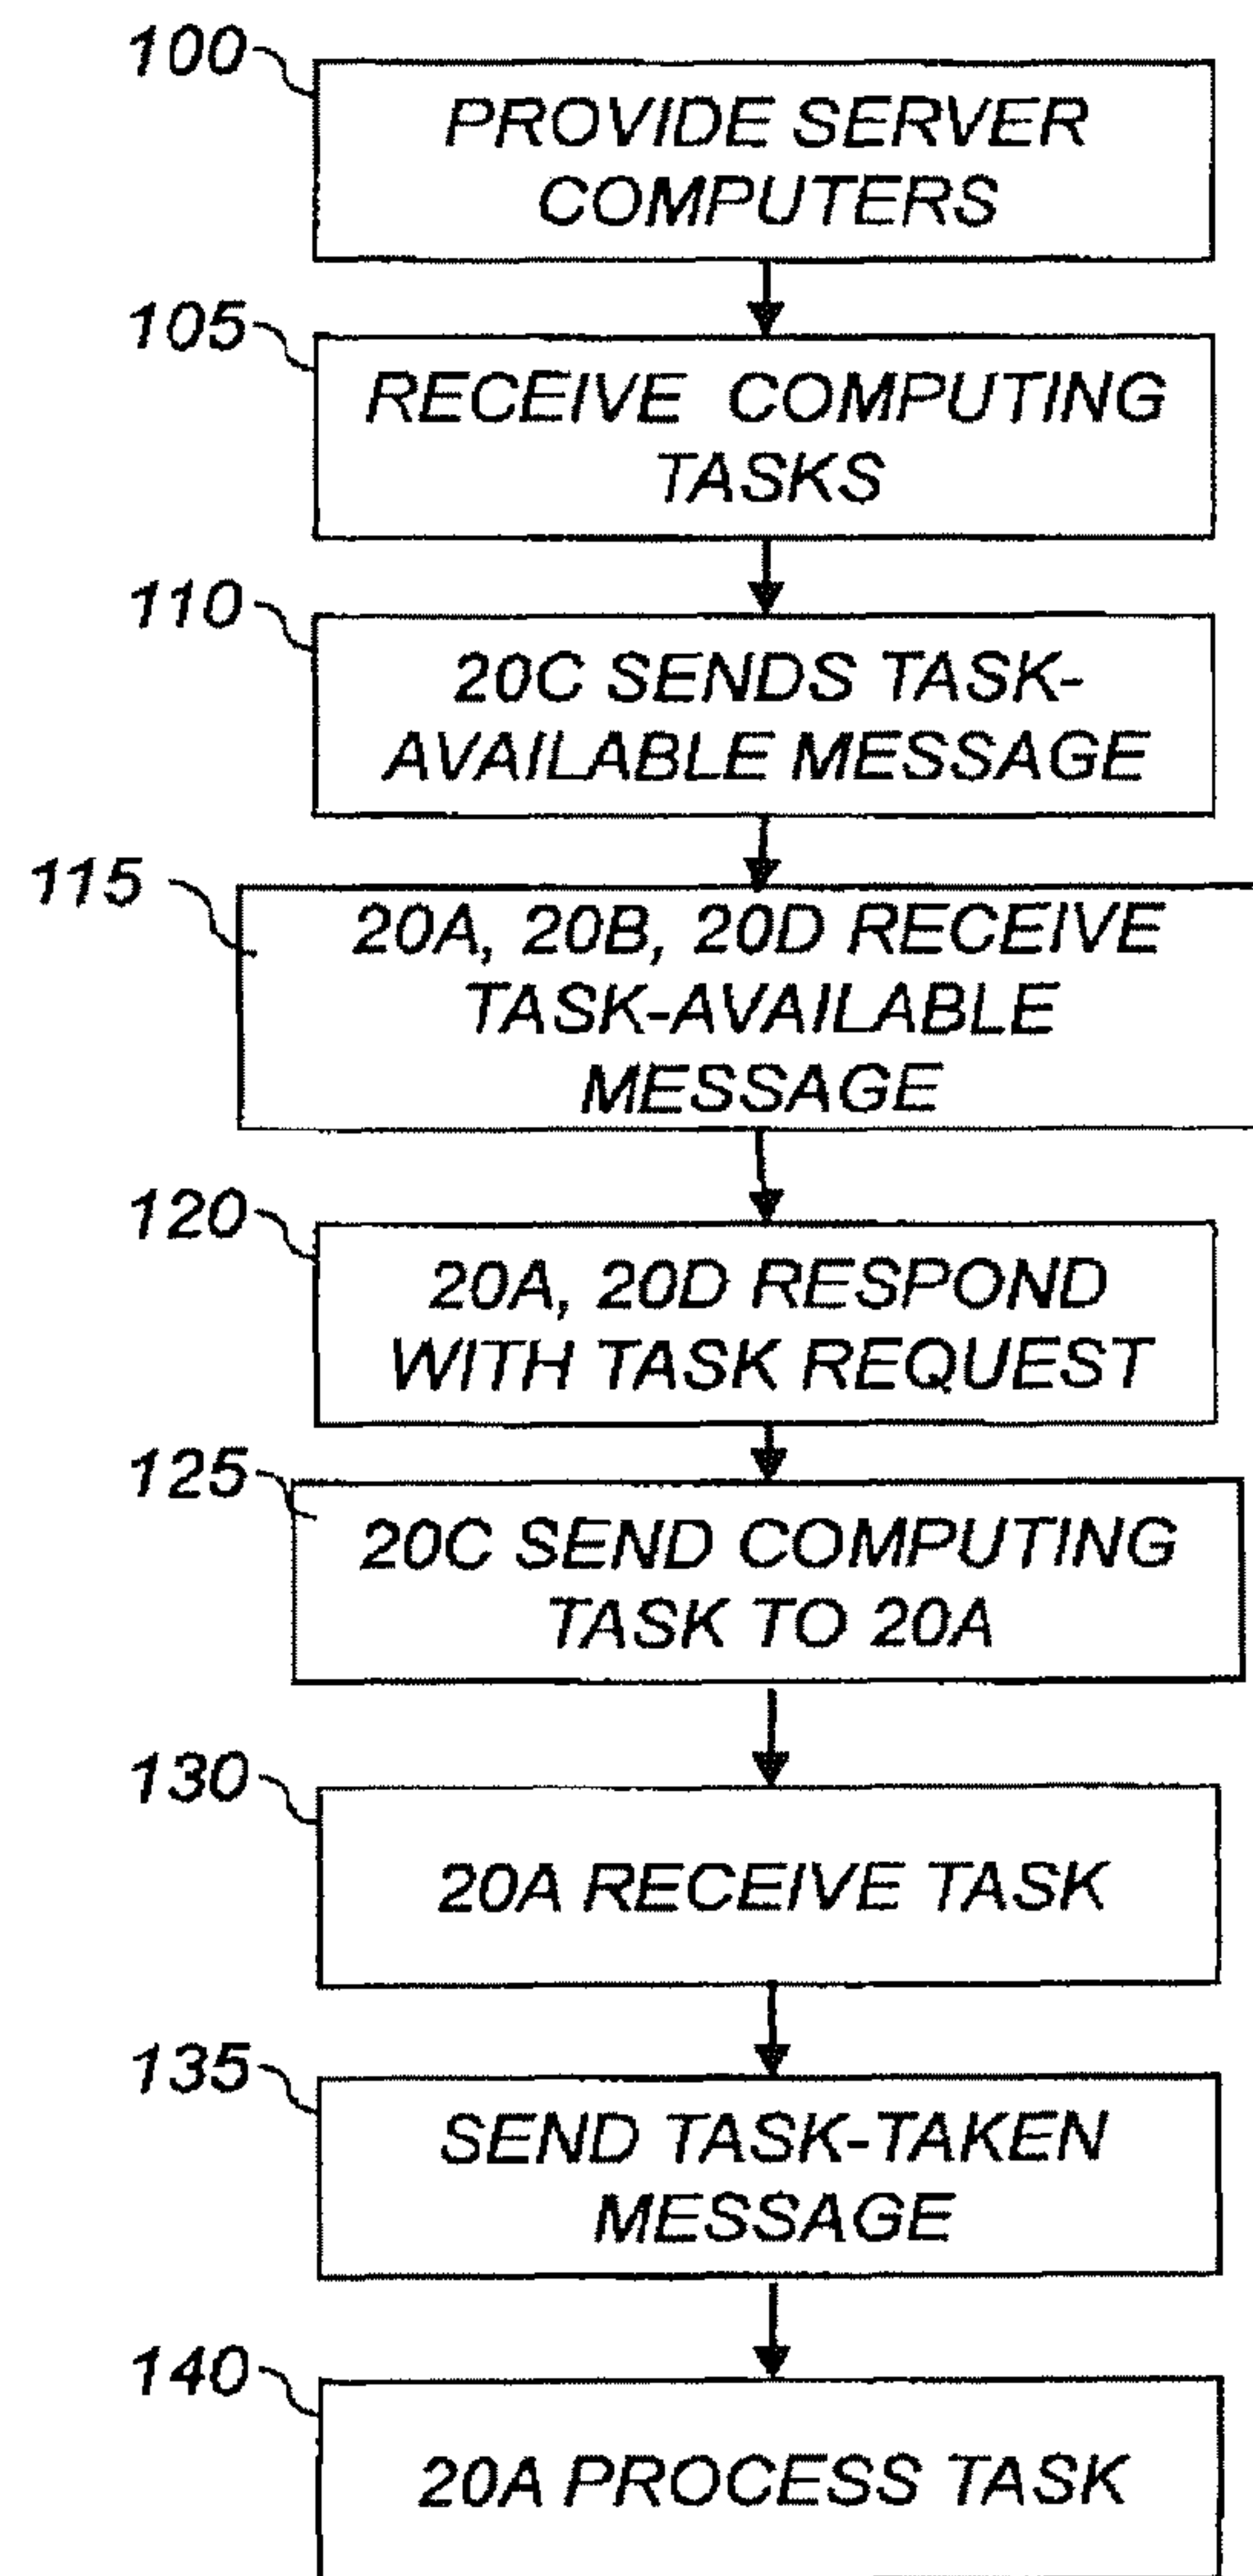 100
PROVIDE SERVER
COMPUTERS
105
RECEIVE COMPUTING
TASKS
110
20C SENDS TASK-
AVAILABLE MESSAGE
115
20A, 20B, 20D RECEIVE
TASK-AVAILABLE
MESSAGE
120
20A, 20D RESPOND
WITH TASK REQUEST
125
20C SEND COMPUTING
TASK TO 20A
130
20A RECEIVE TASK
135
SEND TASK-TAKEN
MESSAGE
140
20A PROCESS TASK